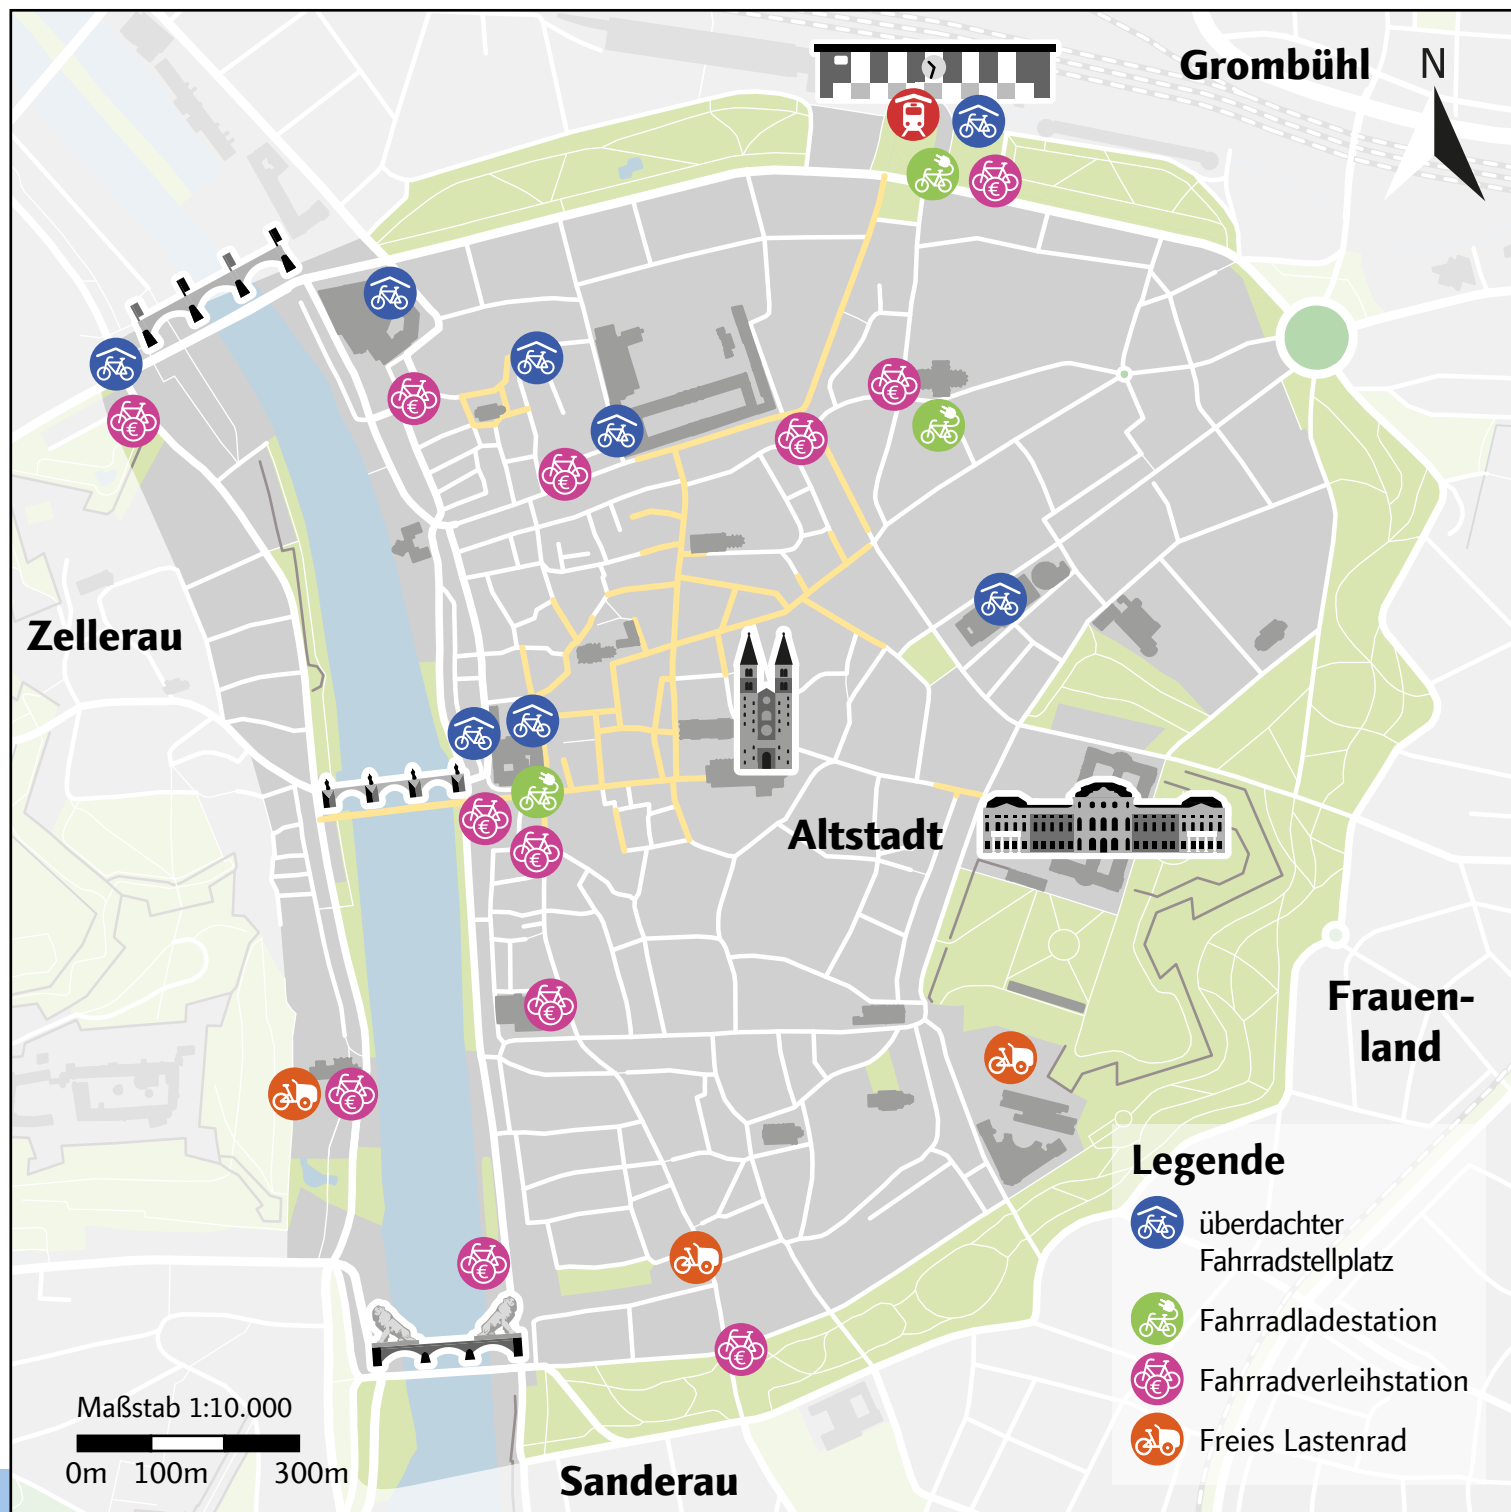 Grombühl
N
Zellerau
Altstadt
Frauen-
land
Legende
überdachter
Fahrradstellplatz
Fahrradladestation
Fahrradverleihstation
Freies Lastenrad
Maßstab 1:10.000
0m 100m 300m
Sanderau